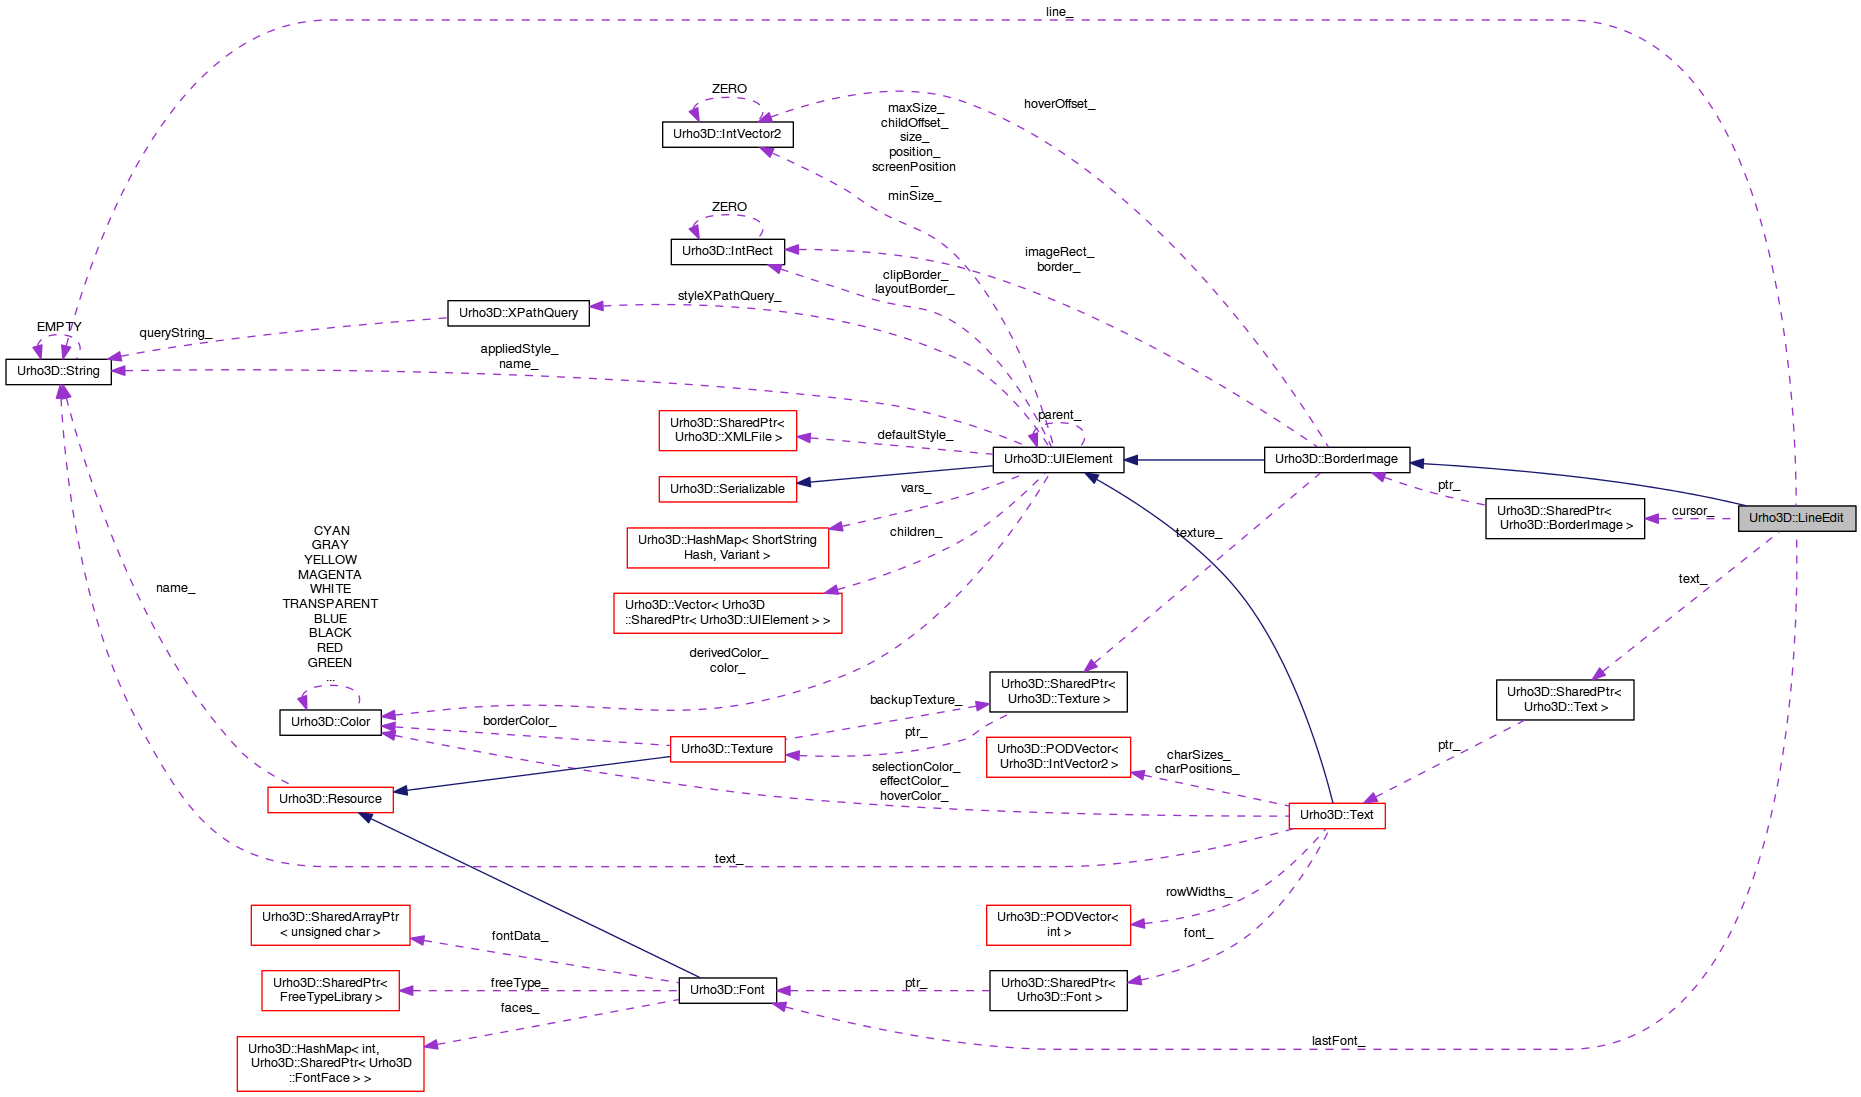 line_
ZERO
Urho3D::IntVector2
hoverOffset_
maxSize_
childOffset_
size_
position_
screenPosition
_
minSize_
ZERO
Urho3D::IntRect
imageRect_
border_
clipBorder_
layoutBorder_
styleXPathQuery_
Urho3D::XPathQuery
queryString_
EMPTY
Urho3D::String
appliedStyle_
name_
Urho3D::SharedPtr<
Urho3D::XMLFile >
defaultStyle_
parent_
Urho3D::UIElement
Urho3D::BorderImage
Urho3D::Serializable
vars_
ptr_
Urho3D::SharedPtr<
Urho3D::BorderImage >
cursor_
Urho3D::LineEdit
Urho3D::HashMap< ShortString
Hash, Variant >
children_
texture_
CYAN
GRAY
YELLOW
MAGENTA
WHITE
TRANSPARENT
BLUE
BLACK
RED
GREEN
...
name_
text_
Urho3D::Vector< Urho3D
::SharedPtr< Urho3D::UIElement > >
derivedColor_
color_
Urho3D::SharedPtr<
Urho3D::Texture >
Urho3D::SharedPtr<
Urho3D::Text >
Urho3D::Color
borderColor_
backupTexture_
ptr_
Urho3D::Texture
Urho3D::PODVector<
Urho3D::IntVector2 >
charSizes_
charPositions_
ptr_
selectionColor_
effectColor_
hoverColor_
Urho3D::Resource
Urho3D::Text
text_
rowWidths_
Urho3D::SharedArrayPtr
< unsigned char >
fontData_
Urho3D::PODVector<
int >
font_
Urho3D::SharedPtr<
FreeTypeLibrary >
freeType_
Urho3D::Font
ptr_
Urho3D::SharedPtr<
Urho3D::Font >
faces_
Urho3D::HashMap< int,
Urho3D::SharedPtr< Urho3D
::FontFace > >
lastFont_